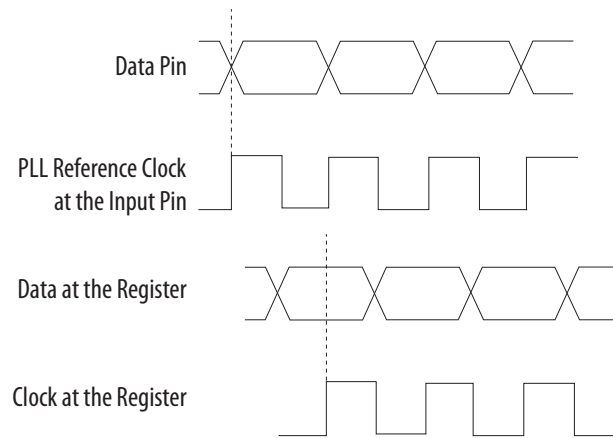 Data Pin
PLL Reference Clock
at the Input Pin
Data at the Register
Clock at the Register